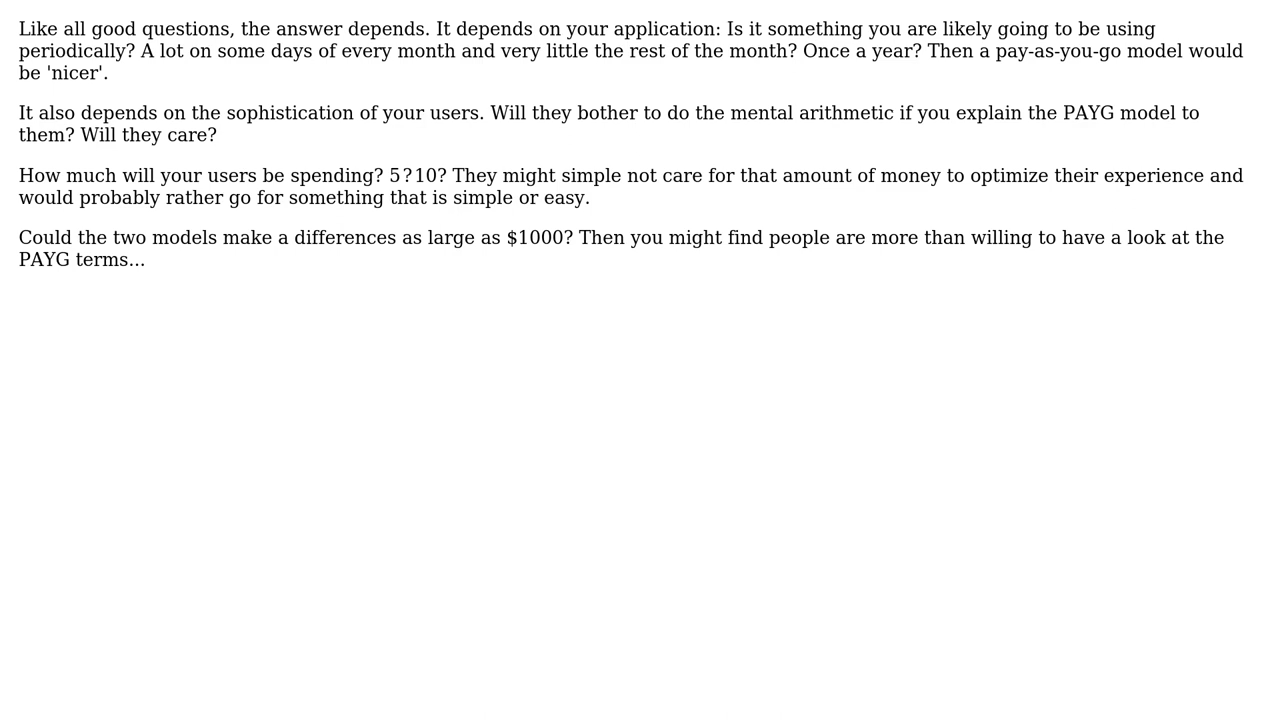 Like all good questions, the answer depends. It depends on your application: Is it something you are likely going to be using
periodically? A lot on some days of every month and very little the rest of the month? Once a year? Then a pay-as-you-go model would
be 'nicer'.
It also depends on the sophistication of your users. Will they bother to do the mental arithmetic if you explain the PAYG model to
them? Will they care?
How much will your users be spending? 5?10? They might simple not care for that amount of money to optimize their experience and
would probably rather go for something that is simple or easy.
Could the two models make a differences as large as $1000? Then you might find people are more than willing to have a look at the
PAYG terms...